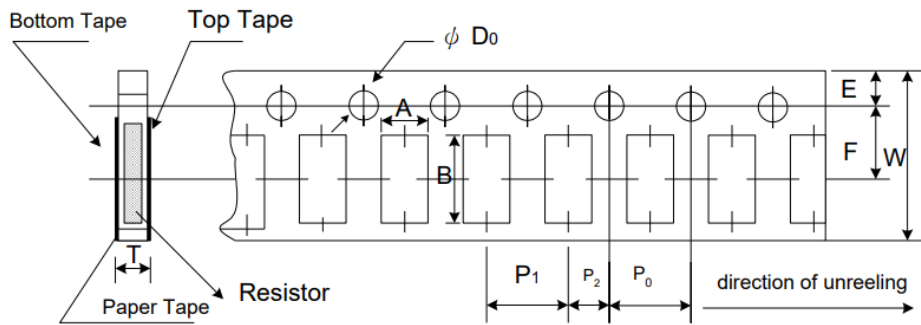 Bottom Tape
Top Tape
ϕ D0
A
B
E
F
W
T
P1
P2
P0
direction of unreeling
Resistor
Paper Tape